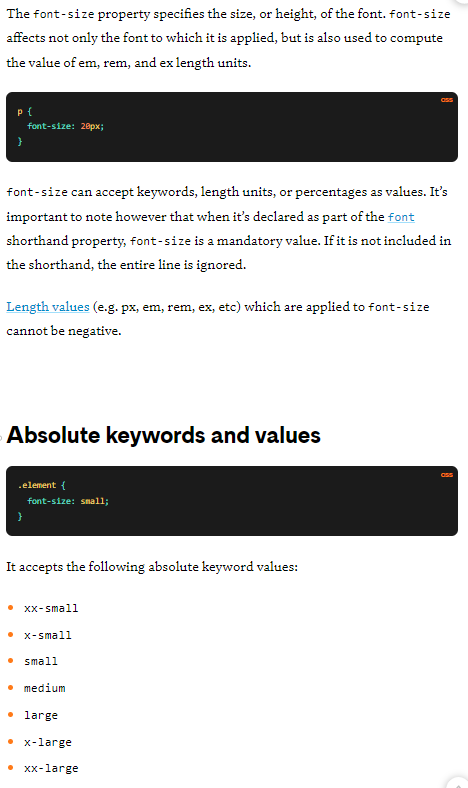 The font-size property specifies the size, or height, of the font. font-size
affects not only the font to which it is applied, but is also used to compute
the value of em, rem, and ex length units.
CSS
p {
font-size: 20px;
}
font-size can accept keywords, length units, or percentages as values. It’s
important to note however that when it’s declared as part of the font
shorthand property, font-size is a mandatory value. If it is not included in
the shorthand, the entire line is ignored.
Length values (e.g. px, em, rem, ex, etc) which are applied to font-size
cannot be negative.
Absolute keywords and values
CSS
.element {
font-size: small;
}
It accepts the following absolute keyword values:
xx-small
x-small
small
medium
large
x-large
xx-large